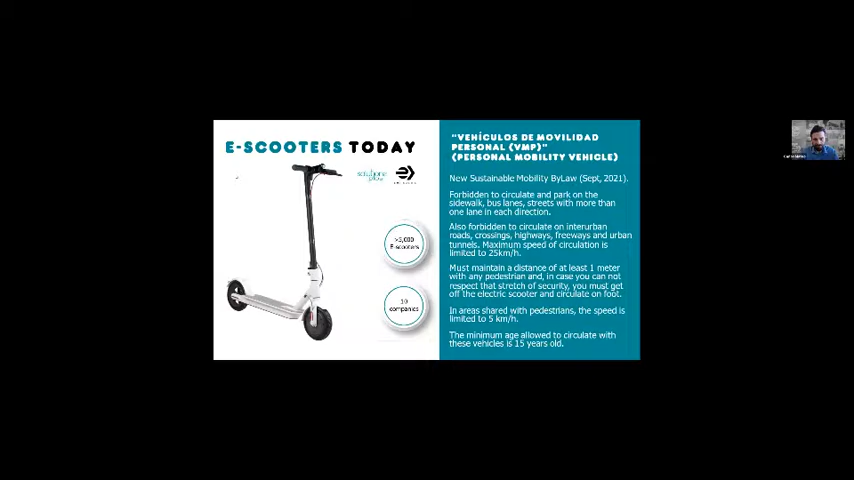 E-SCOOTERS TODAY
>3,000
E-scooters
10
companies
"VEHÍCULOS DE MOVILIDAD
PERSONAL (VMP)"
(PERSONAL MOBILITY VEHICLE)
New Sustainable Mobility ByLaw (Sept, 2021).
Forbidden to circulate and park on the
sidewalk, bus lanes, streets with more than
one lane in each direction.
Also forbidden to circulate on interurban
roads, crossings, highways, freeways and urban
tunnels. Maximum speed of circulation is
limited to 25km/h.
Must maintain a distance of at least 1 meter
with any pedestrian and, in case you can not
respect that stretch of security, you must get
off the electric scooter and circulate on foot.
In areas shared with pedestrians, the speed is
limited to 5 km/h.
The minimum age allowed to circulate with
these vehicles is 15 years old.